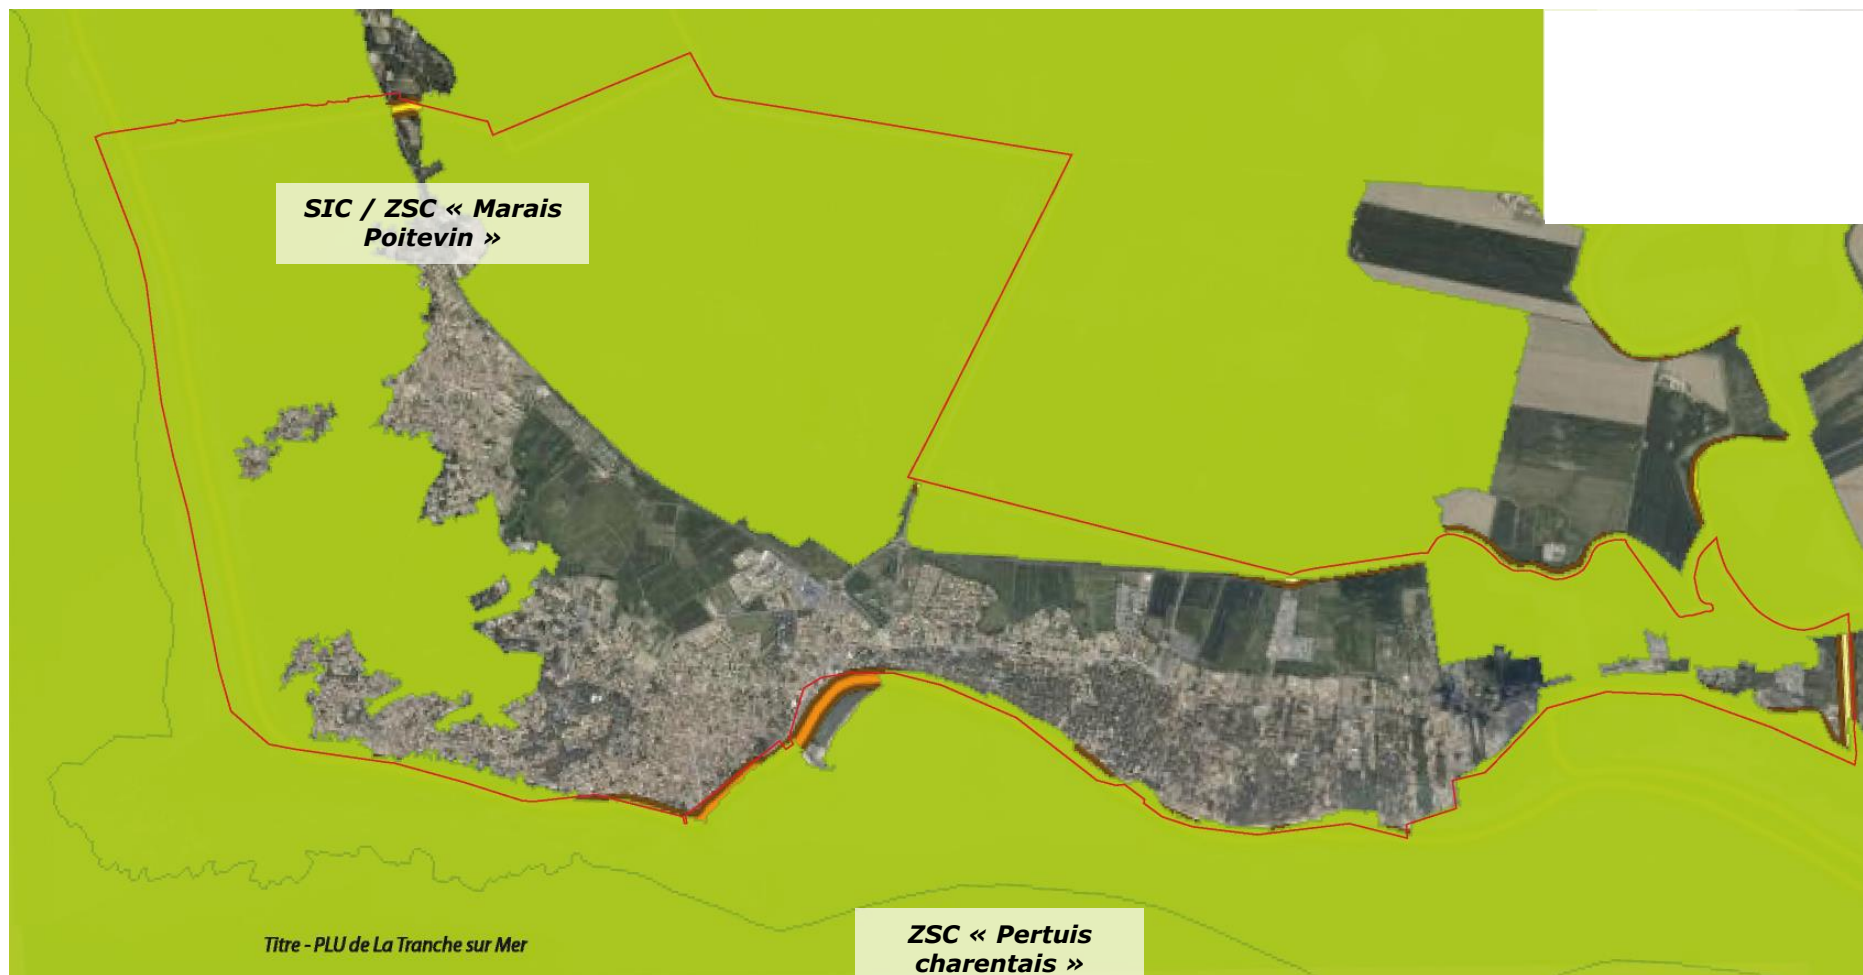 SIC / ZSC « Marais
Poitevin »
Titre - PLU de La Tranche sur Mer
ZSC « Pertuis
charentais »